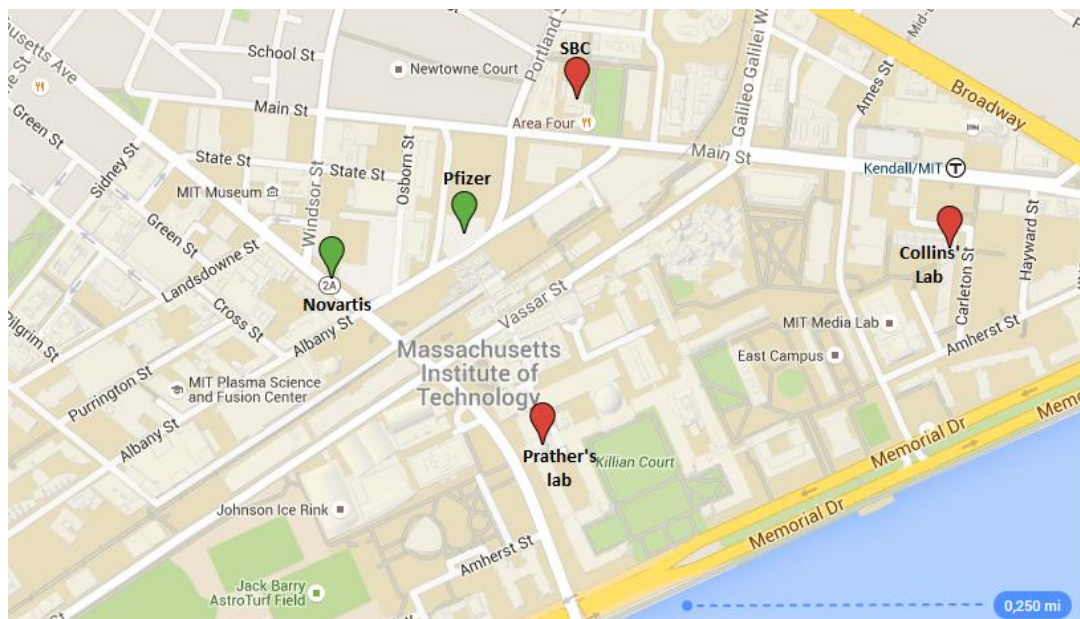 SBC
Portland
School St
Newtowne Court
usetts Ave
Green St
Main St
Area Four
Galileo Galilei W
Ames St
Broadway
Sidney St
State St
State St
Main St
Kendall/MIT T
MIT Museum
Windsor St
Osborn St
Pfizer
Green St
Landsdowne St
Collins'
Lab
Carleton St
Hayward St
2A
Novartis
Cross St
Albany St
Vassar St
Pilgrim St
MIT Media Lab
Amherst St
Massachusetts
Institute of
Technology
East Campus
Purrington St
MIT Plasma Science
and Fusion Center
Albany St
Prather's
lab
Killian Court
Memorial Dr
Johnson Ice Rink
Memorial Dr
Amherst St
Jack Barry
AstroTurf Field
0,250 mi